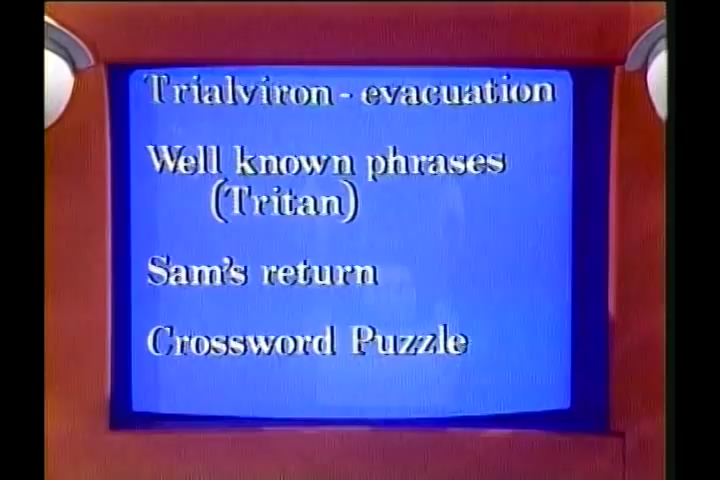 Trialviron - evacuation
Well known phrases
(Tritan)
Sam's return
Crossword Puzzle